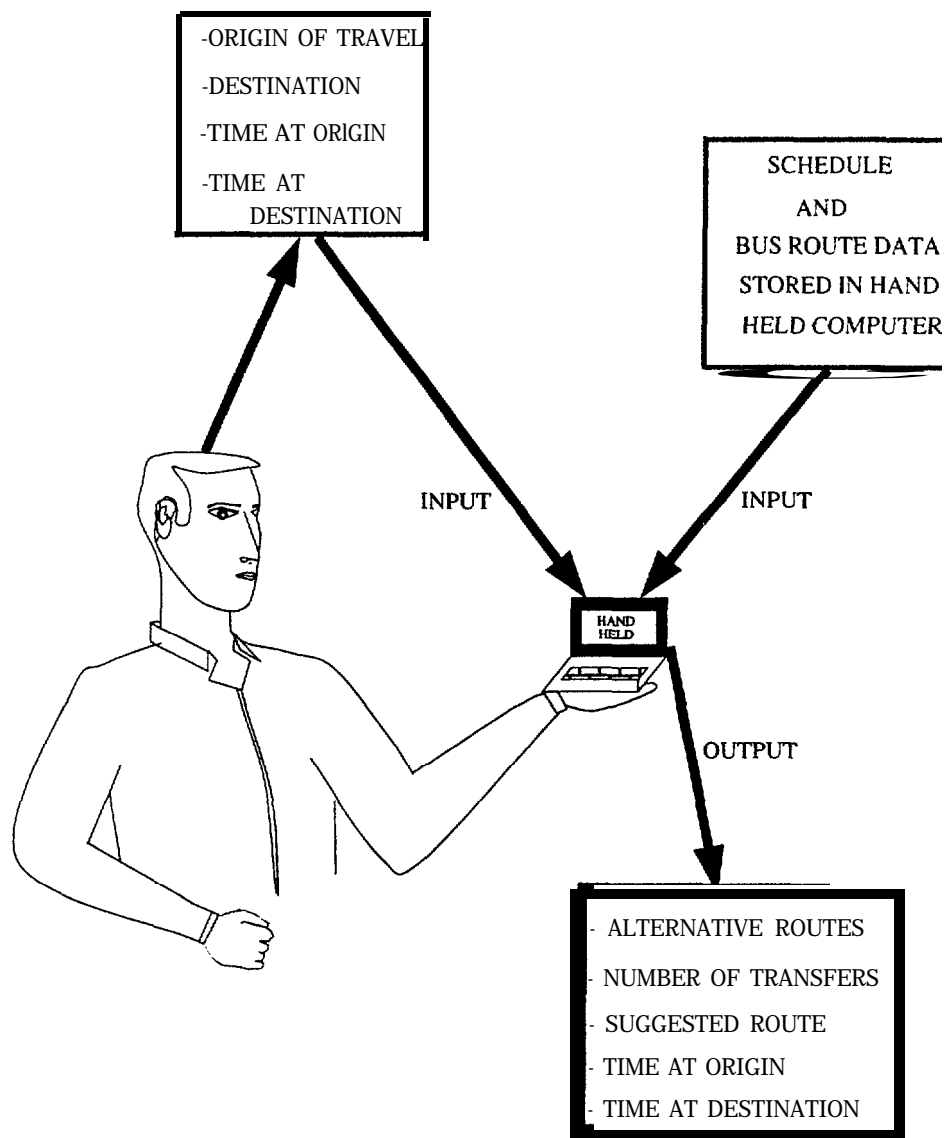 -ORIGIN OF TRAVEL
-DESTINATION
-TIME AT ORIGIN
-TIME AT
DESTINATION
SCHEDULE
AND
BUS ROUTE DATA
STORED IN HAND
HELD COMPUTER
INPUT
INPUT
HAND
HELD
OUTPUT
- ALTERNATIVE ROUTES
- NUMBER OF TRANSFERS
- SUGGESTED ROUTE
- TIME AT ORIGIN
- TIME AT DESTINATION